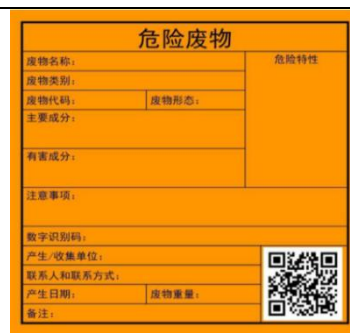 危险废物
废物名称： 危险特性
废物类别：
废物代码： 废物形态：
主要成分：
有害成分：
注意事项：
数字识别码：
产生/收集单位：
联系人和联系方式：
产生日期： 废物重量：
备注：